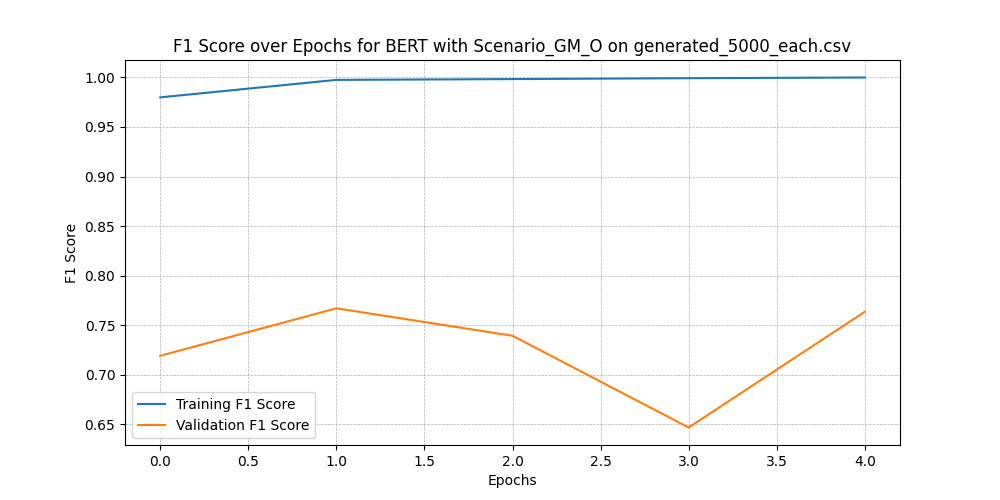 F1 Score over Epochs for BERT with Scenario_GM_O on generated_5000_each.csv
F1 Score
1.00
0.95
0.90
0.85
0.80
0.75
0.70
0.65
Training F1 Score
Validation F1 Score
0.0 0.5 1.0 1.5 2.0 2.5 3.0 3.5 4.0
Epochs